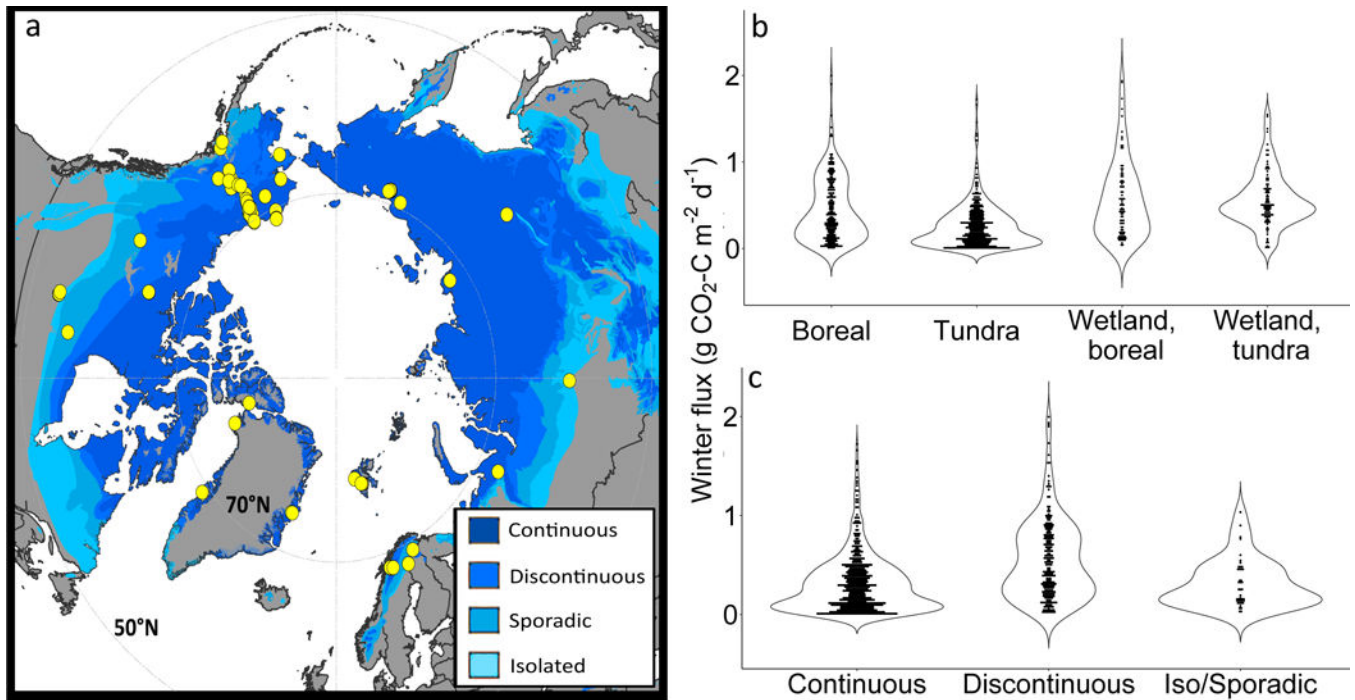 a
70°N
50°N
Continuous
Discontinuous
Sporadic
Isolated
Winter flux (g CO₂-C m⁻² d⁻¹)
b
2
1
0
Boreal
Tundra
Wetland,
boreal
Wetland,
tundra
c
2
1
0
Continuous
Discontinuous
Iso/Sporadic